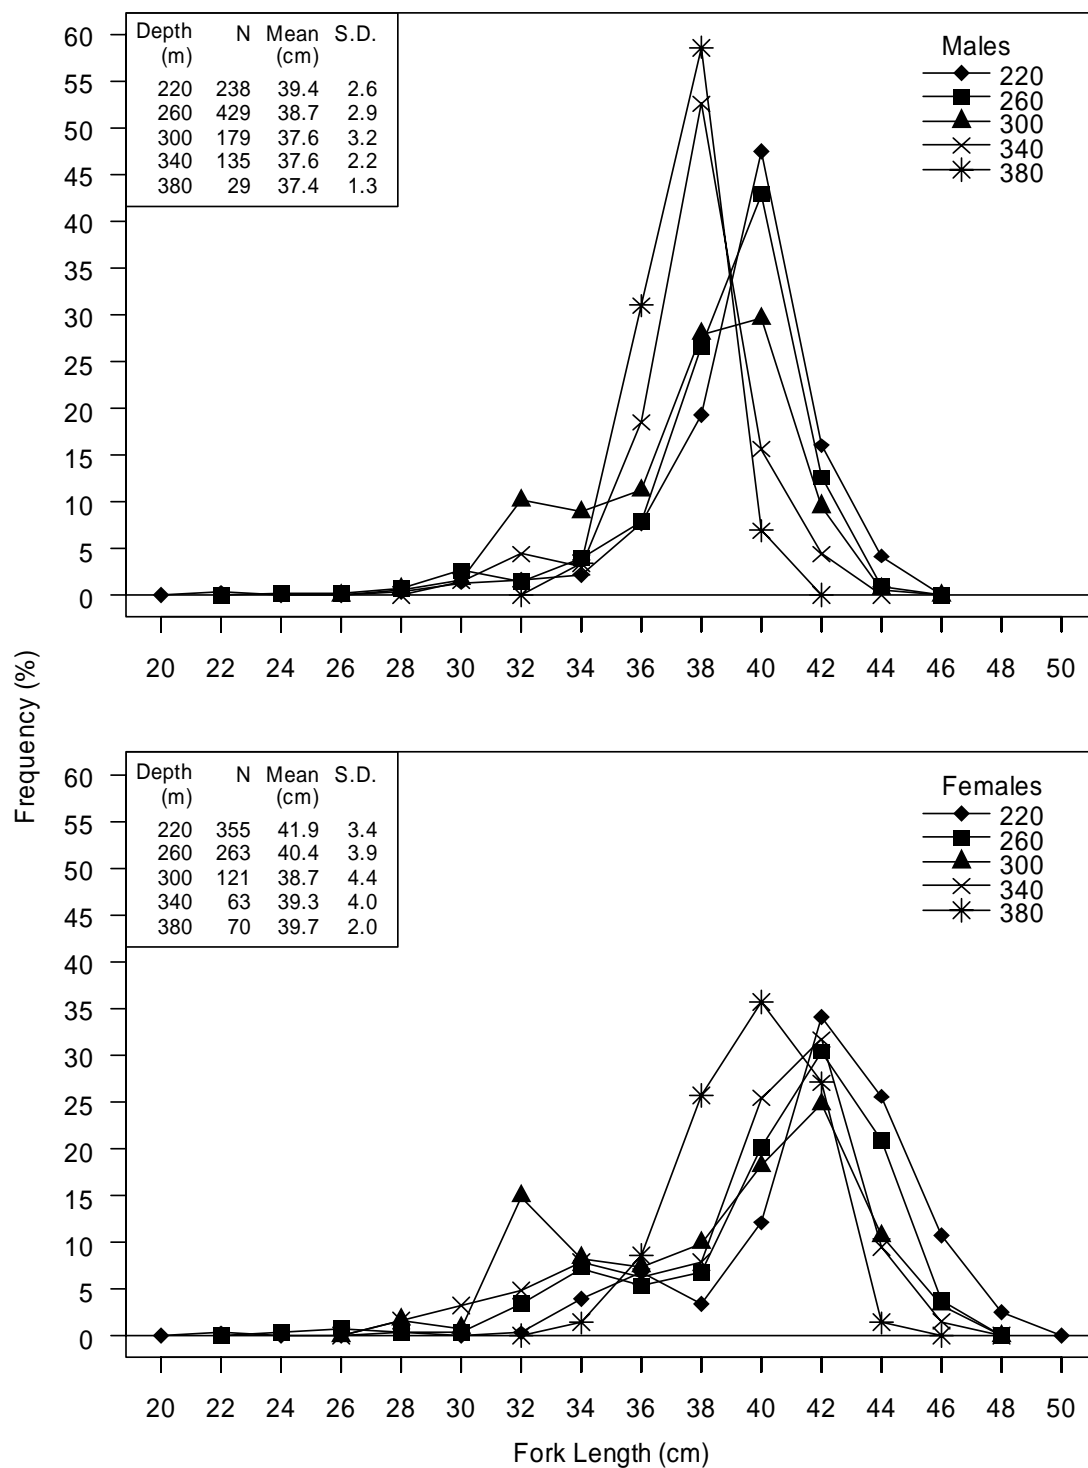 Depth N Mean S.D.
(m) (cm)
220 238 39.4 2.6
260 429 38.7 2.9
300 179 37.6 3.2
340 135 37.6 2.2
380 29 37.4 1.3
Males
220
260
300
340
380
60
55
50
45
40
35
30
25
20
15
10
5
0
20 22 24 26 28 30 32 34 36 38 40 42 44 46 48 50
Frequency (%)
Depth N Mean S.D.
(m) (cm)
220 355 41.9 3.4
260 263 40.4 3.9
300 121 38.7 4.4
340 63 39.3 4.0
380 70 39.7 2.0
Females
220
260
300
340
380
60
55
50
45
40
35
30
25
20
15
10
5
0
20 22 24 26 28 30 32 34 36 38 40 42 44 46 48 50
Fork Length (cm)